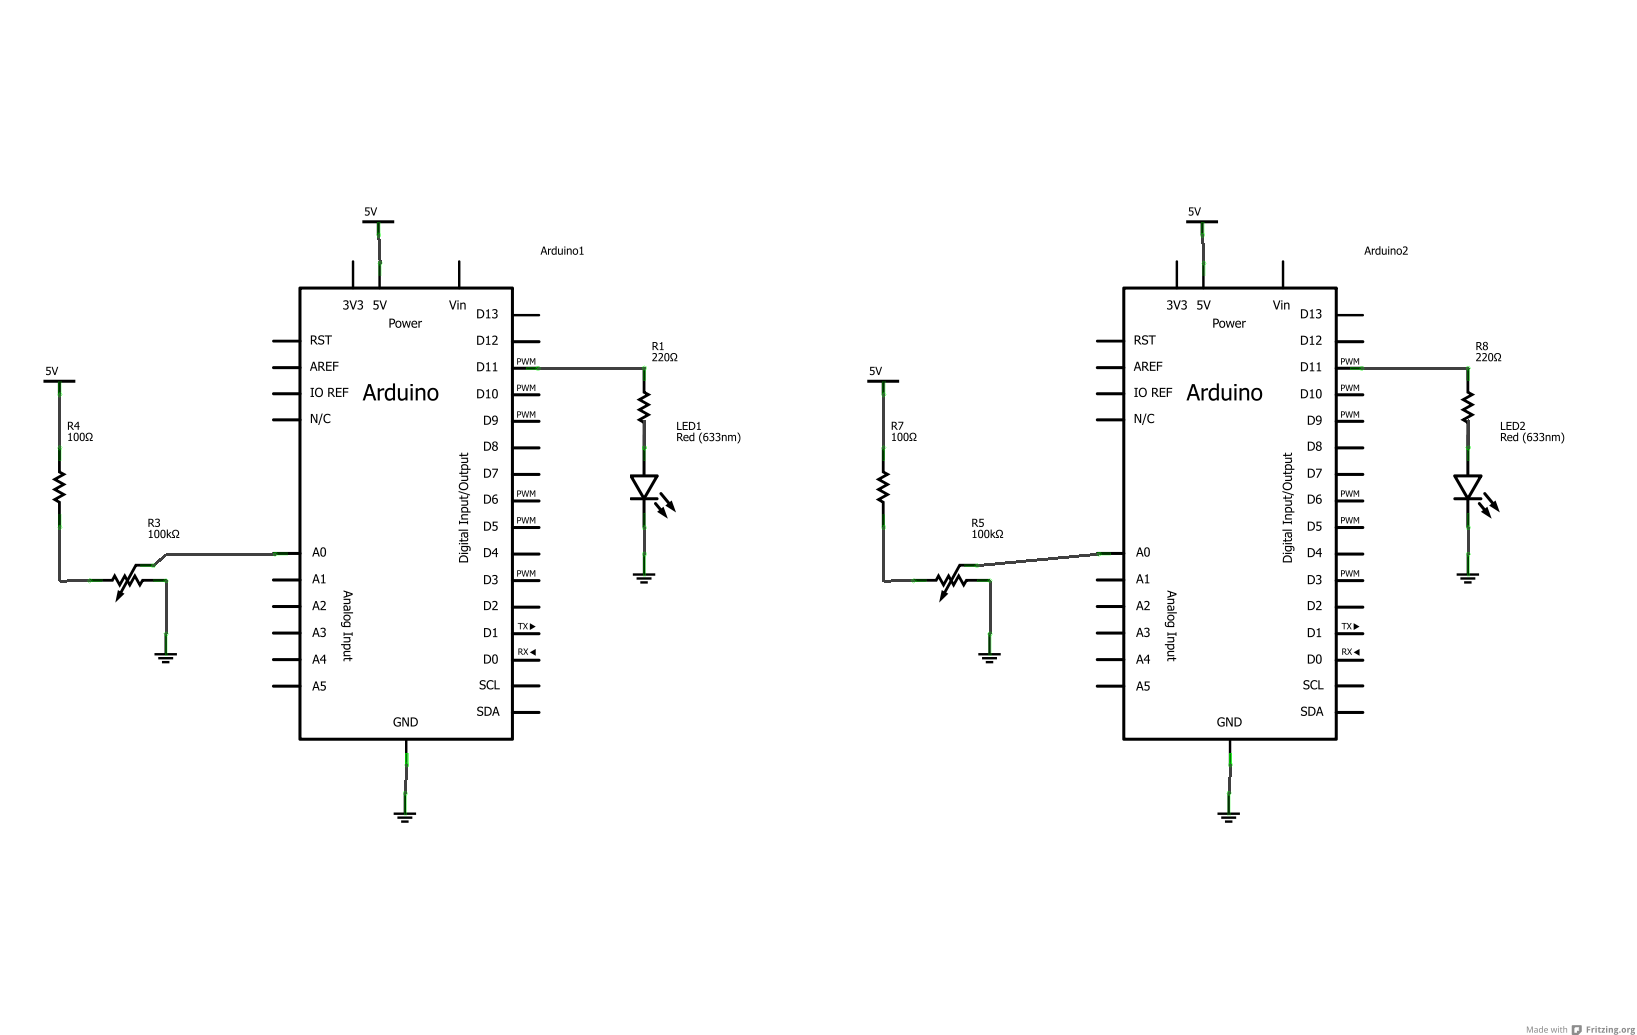 5V
Arduino1
3V3 5V Vin
Power
D13
RST
D12
AREF
D11 PWM
IO REF
Arduino
D10 PWM
N/C
D9 PWM
D8
D7
D6 PWM
D5 PWM
Digital Input/Output
A0
D4
A1
D3 PWM
A2
D2
A3
D1 TX
A4
D0 RX
A5
SCL
SDA
Analog Input
GND
5V
R4
100Ω
R3
100kΩ
R1
220Ω
LED1
Red (633nm)
5V
Arduino2
3V3 5V Vin
Power
D13
RST
D12
AREF
D11 PWM
IO REF
Arduino
D10 PWM
N/C
D9 PWM
D8
D7
D6 PWM
D5 PWM
Digital Input/Output
A0
D4
A1
D3 PWM
A2
D2
A3
D1 TX
A4
D0 RX
A5
SCL
SDA
Analog Input
GND
5V
R7
100Ω
R5
100kΩ
R8
220Ω
LED2
Red (633nm)
Made with Fritzing.org